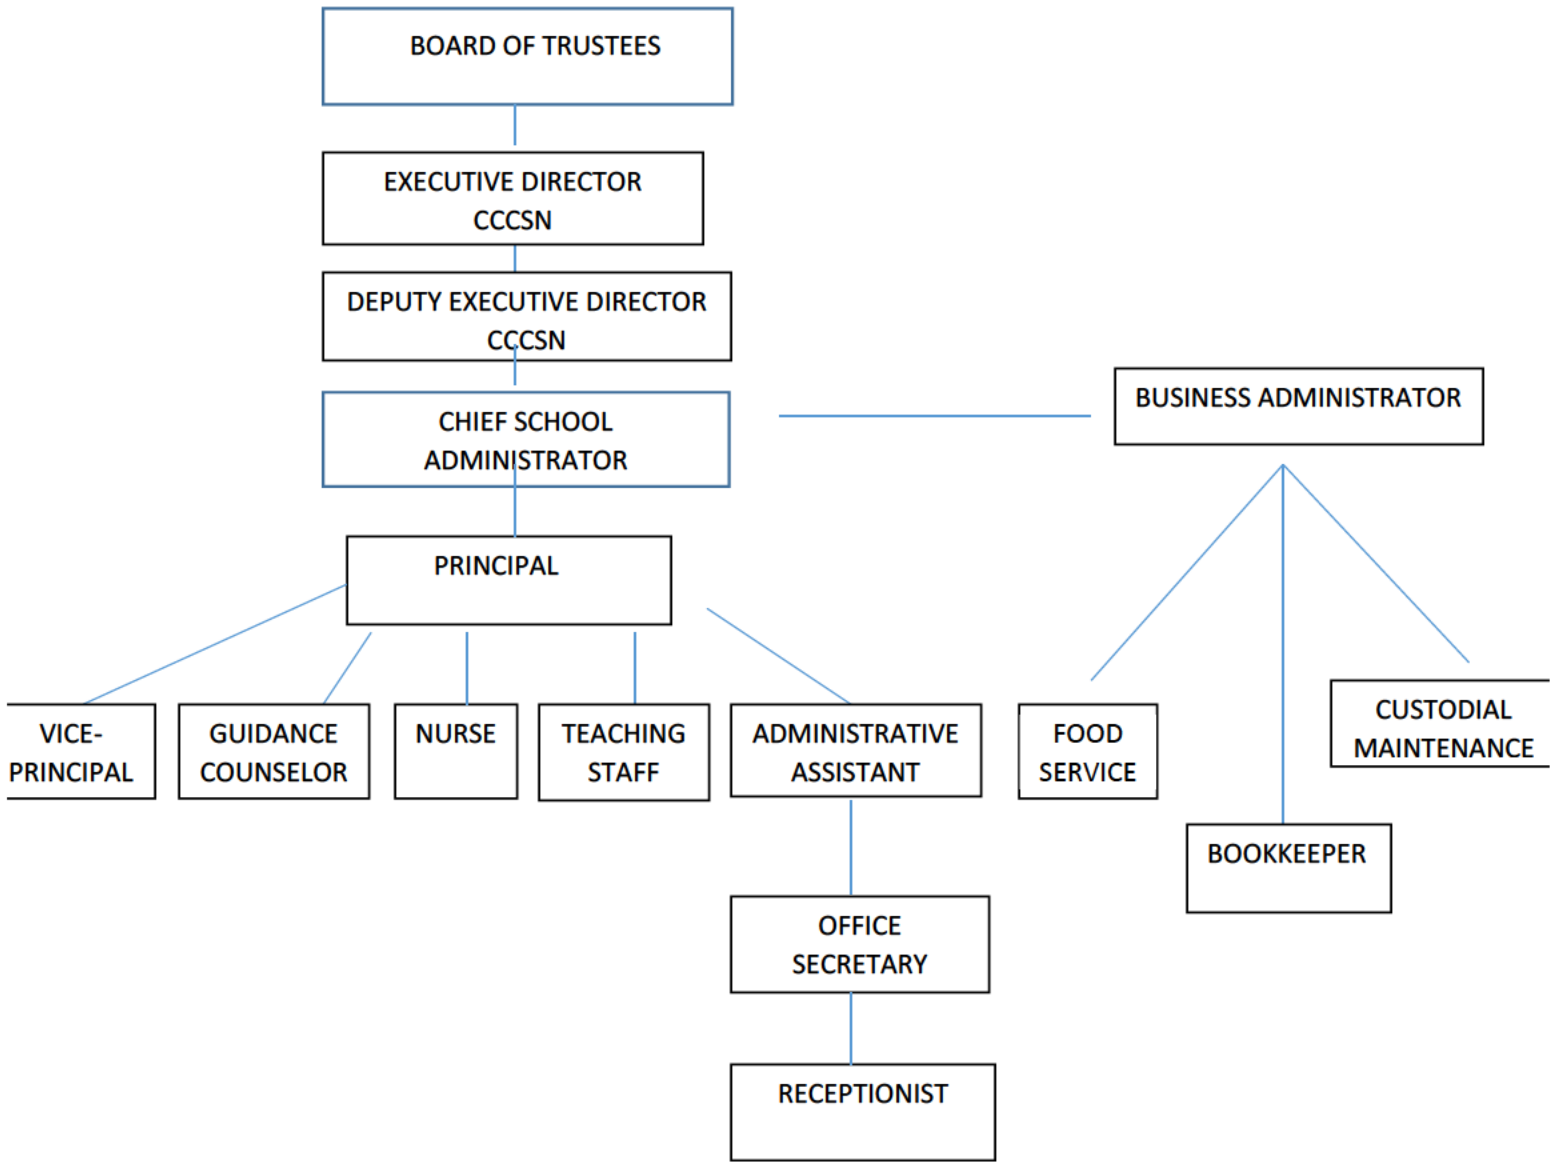 BOARD OF TRUSTEES
EXECUTIVE DIRECTOR
CCCSN
DEPUTY EXECUTIVE DIRECTOR
CCCSN
CHIEF SCHOOL
ADMINISTRATOR
BUSINESS ADMINISTRATOR
PRINCIPAL
VICE-
PRINCIPAL
GUIDANCE
COUNSELOR
NURSE
TEACHING
STAFF
ADMINISTRATIVE
ASSISTANT
FOOD
SERVICE
CUSTODIAL
MAINTENANCE
BOOKKEEPER
OFFICE
SECRETARY
RECEPTIONIST